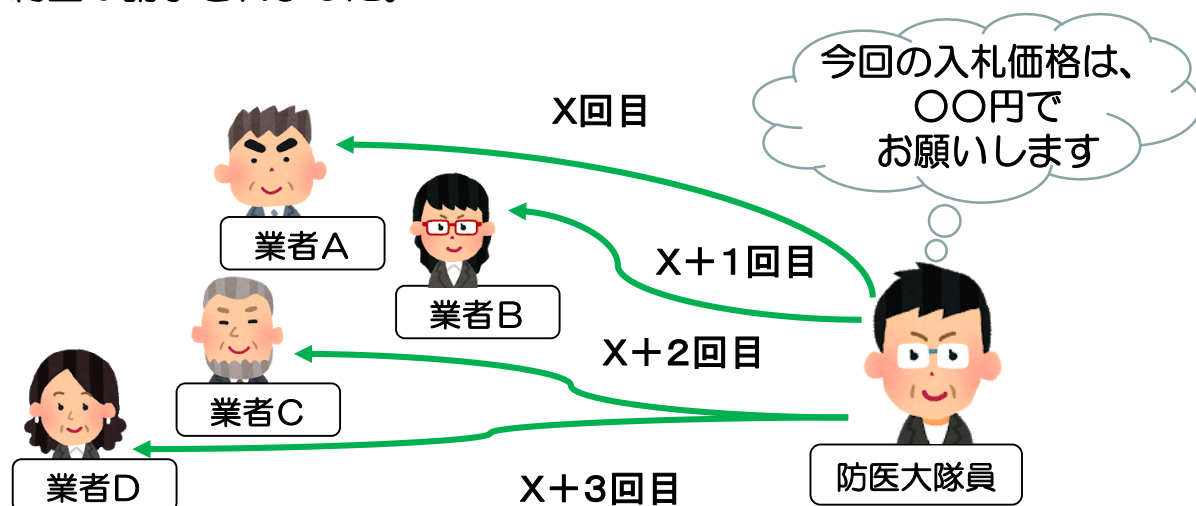 今回の入札価格は、
〇〇円で
お願いします
X回目
業者A
X+1回目
業者B
X+2回目
業者C
業者D
X+3回目
防医大隊員